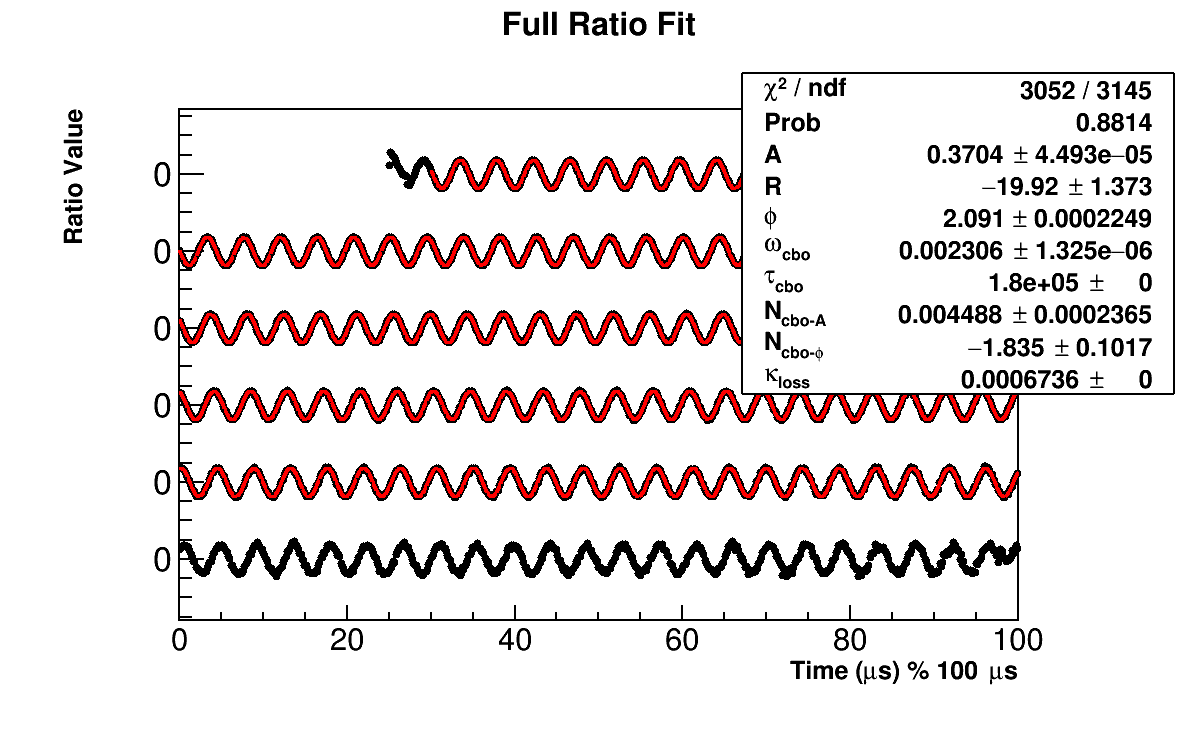 Full Ratio Fit
Ratio Value
χ² / ndf 3052 / 3145
Prob 0.8814
A 0.3704 ± 4.493e−05
R −19.92 ± 1.373
ϕ 2.091 ± 0.0002249
ω_cbo 0.002306 ± 1.325e−06
τ_cbo 1.8e+05 ± 0
N_cbo-A 0.004488 ± 0.0002365
N_cbo-ϕ −1.835 ± 0.1017
κ_loss 0.0006736 ± 0
0
0
0
0
0
0
0 20 40 60 80 100
Time (μs) % 100 μs